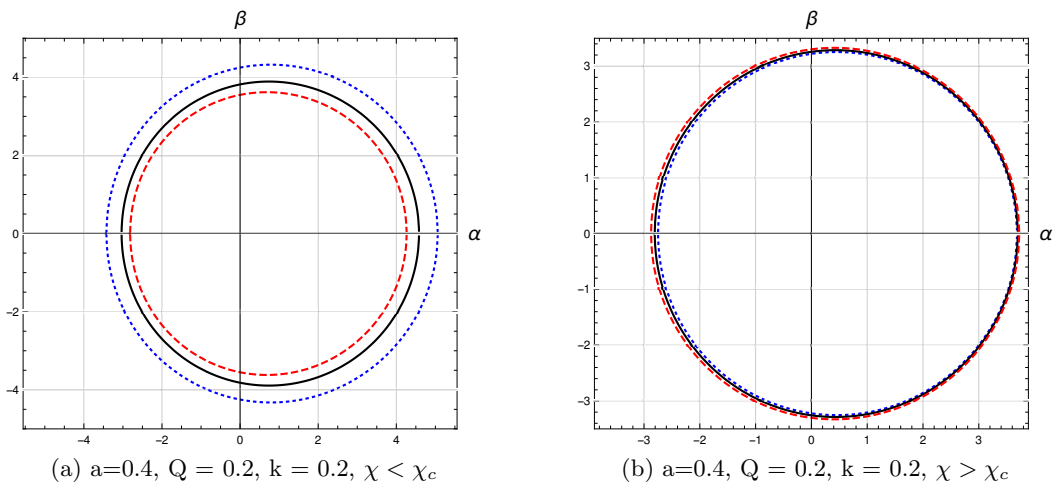 β
4
2
0
-2
-4
-4 -2 0 2 4
α
(a) a=0.4, Q = 0.2, k = 0.2, χ < χc
β
3
2
1
0
-1
-2
-3
-3 -2 -1 0 1 2 3
α
(b) a=0.4, Q = 0.2, k = 0.2, χ > χc